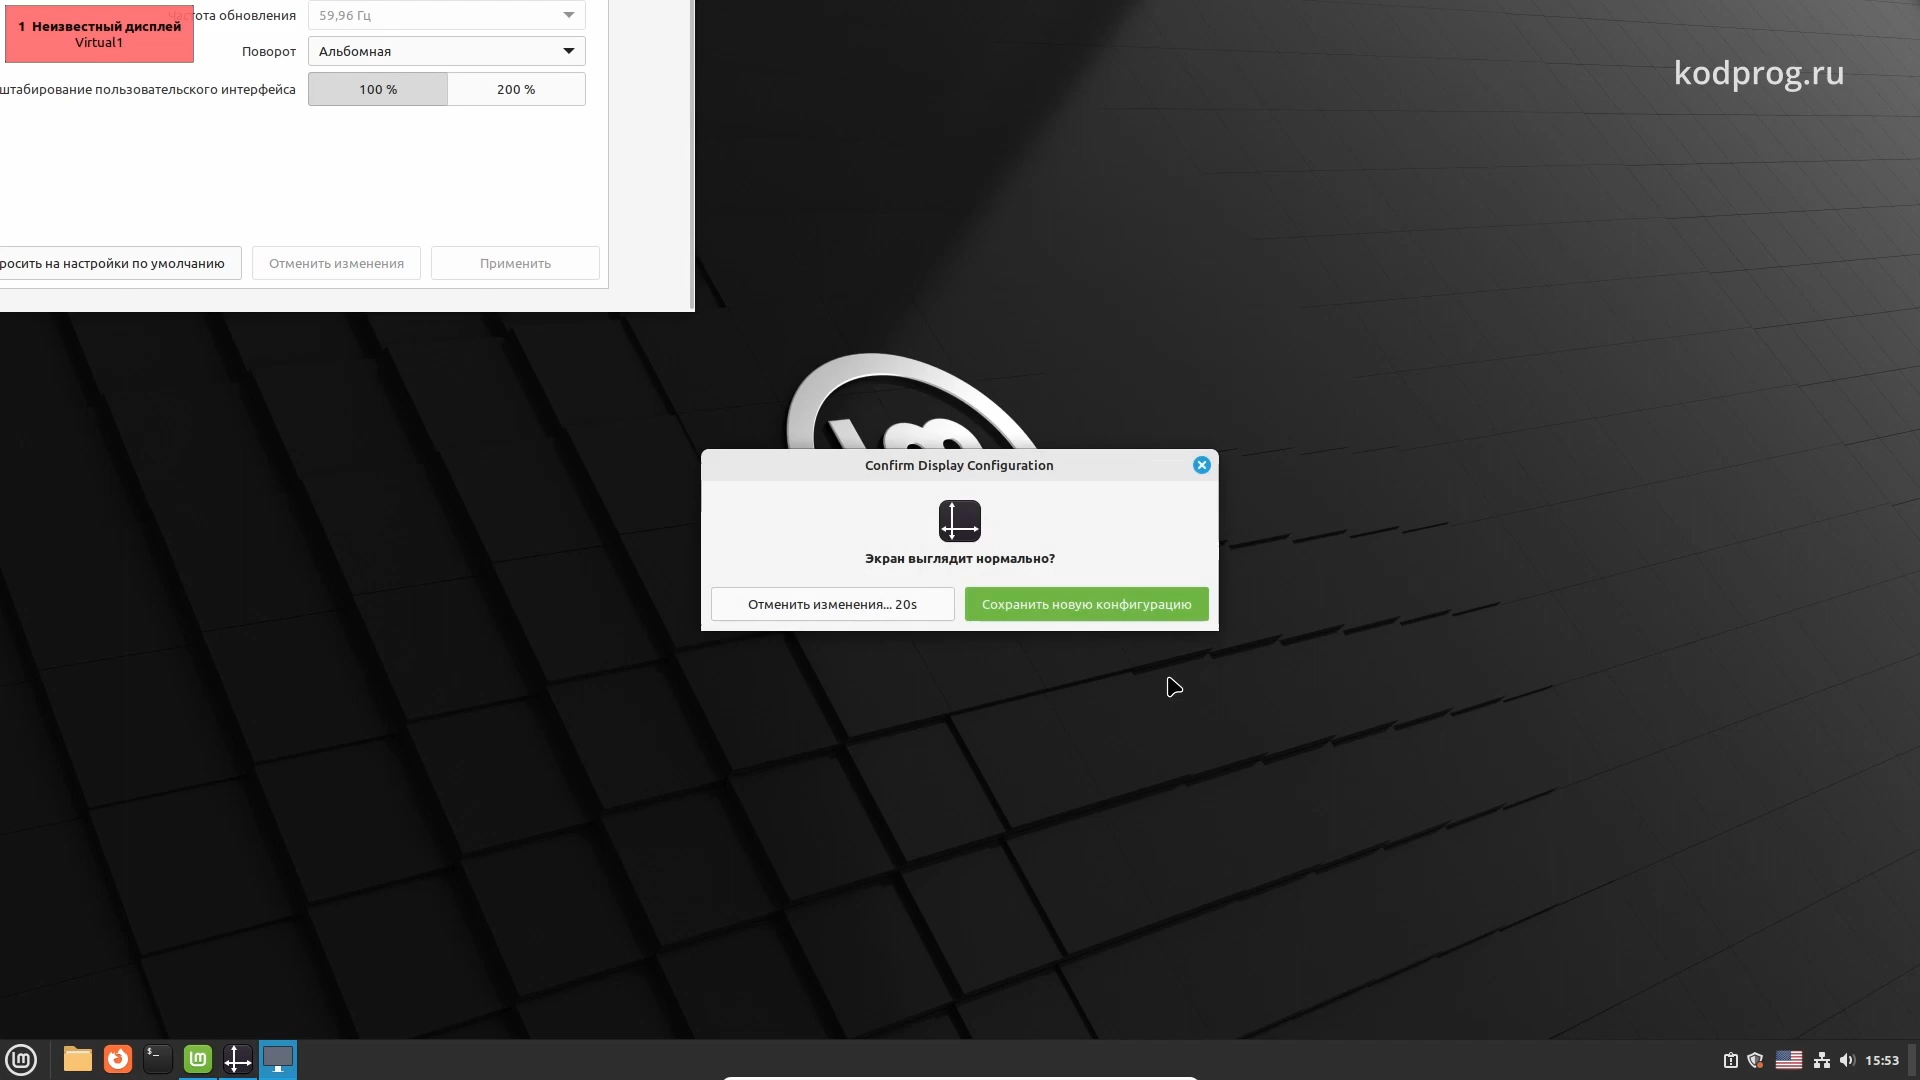 1 Неизвестный дисплей
Virtual1
стота обновления
59,96 Гц
Поворот
Альбомная
штабирование пользовательского интерфейса
100 %
200 %
росить на настройки по умолчанию
Отменить изменения
Применить
kodprog.ru
Confirm Display Configuration
Экран выглядит нормально?
Отменить изменения... 20s
Сохранить новую конфигурацию
15:53